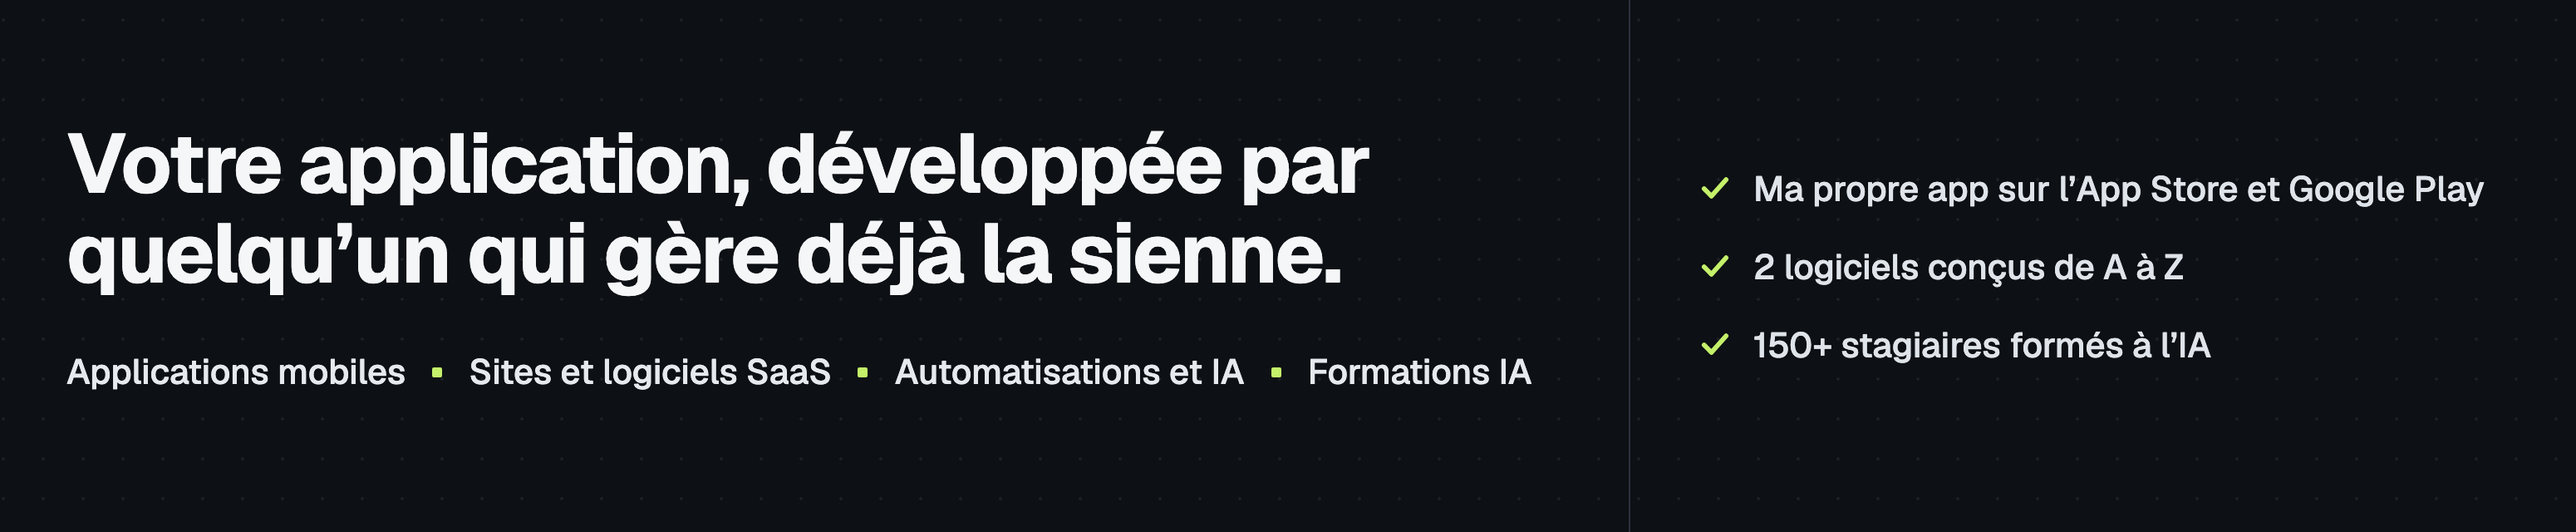 Votre application, développée par
quelqu’un qui gère déjà la sienne.
Applications mobiles ▪ Sites et logiciels SaaS ▪ Automatisations et IA ▪ Formations IA
✓ Ma propre app sur l’App Store et Google Play
✓ 2 logiciels conçus de A à Z
✓ 150+ stagiaires formés à l’IA